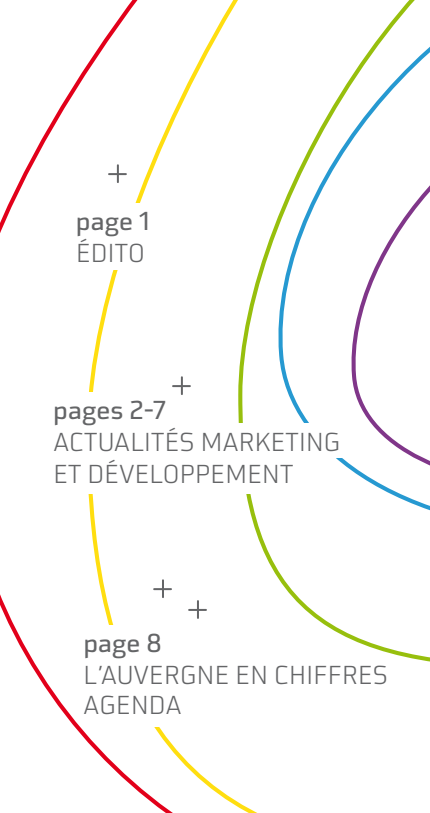 page 1
ÉDITO
pages 2-7
ACTUALITÉS MARKETING
ET DÉVELOPPEMENT
page 8
L'AUVERGNE EN CHIFFRES
AGENDA